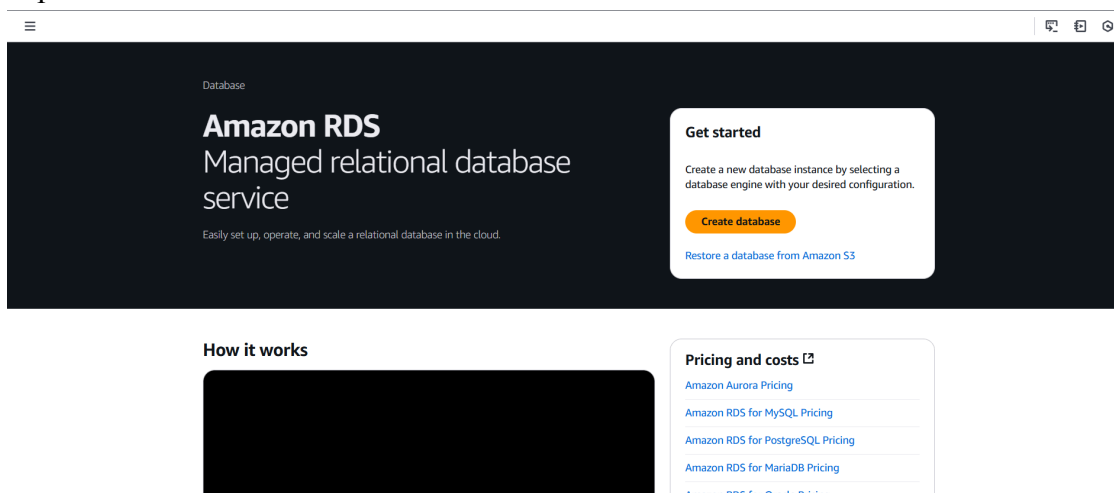 Database
Amazon RDS
Managed relational database
service
Easily set up, operate, and scale a relational database in the cloud.
Get started
Create a new database instance by selecting a
database engine with your desired configuration.
Create database
Restore a database from Amazon S3
How it works
Pricing and costs
Amazon Aurora Pricing
Amazon RDS for MySQL Pricing
Amazon RDS for PostgreSQL Pricing
Amazon RDS for MariaDB Pricing